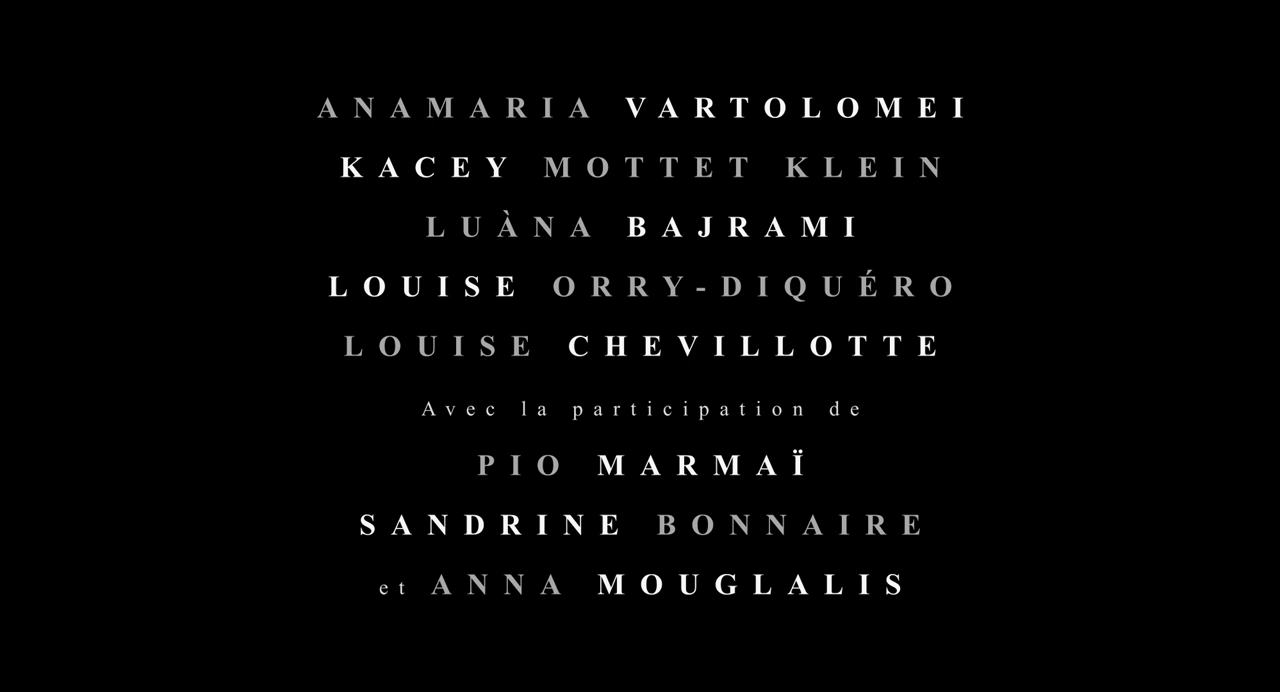 ANAMARIA VARTOLOMEI
KACEY MOTTET KLEIN
LUÀNA BAJRAMI
LOUISE ORRY-DIQUÉRO
LOUISE CHEVILLOTTE
Avec la participation de
PIO MARMAÏ
SANDRINE BONNAIRE
et ANNA MOUGLALIS